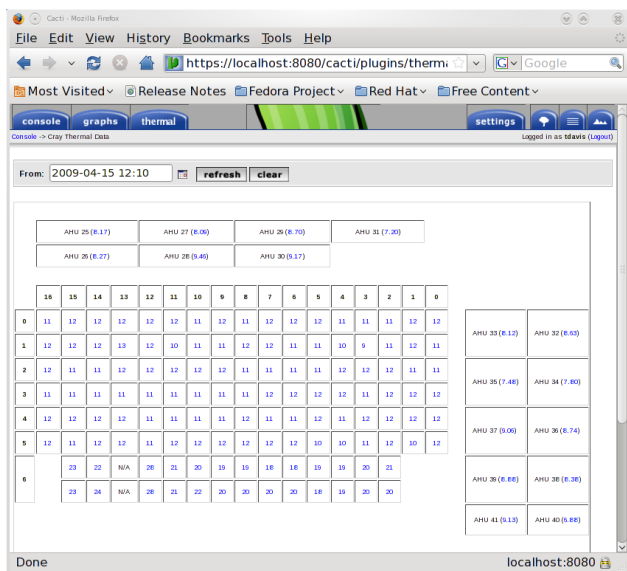 Cacti - Mozilla Firefox
File Edit View History Bookmarks Tools Help
https://localhost:8080/cacti/plugins/therma G Google
Most Visited Release Notes Fedora Project Red Hat Free Content
console graphs thermal settings
Console -> Cray Thermal Data Logged in as tdavis (Logout)
From: 2009-04-15 12:10 refresh clear
AHU 25 (8.17) AHU 27 (8.09) AHU 29 (8.70) AHU 31 (7.20)
AHU 26 (8.27) AHU 28 (9.46) AHU 30 (9.17)
16 15 14 13 12 11 10 9 8 7 6 5 4 3 2 1 0
0 11 12 12 12 12 12 11 12 11 12 12 12 11 11 11 12 12
AHU 33 (8.12) AHU 32 (8.63)
1 12 12 12 13 12 10 11 11 12 12 11 11 10 9 11 12 11
2 12 11 12 12 11 11 11 12 11 11 12 11 11 12 12 11 11
AHU 35 (7.48) AHU 34 (7.80)
3 11 11 11 11 11 11 11 11 12 12 12 12 11 12 12 12 12
4 12 12 12 12 11 11 11 12 12 11 12 11 12 12 12 12 12
AHU 37 (9.06) AHU 36 (8.74)
5 12 11 12 12 11 12 12 12 12 12 12 10 10 11 12 10 12
6 23 22 N/A 28 21 20 19 19 18 18 19 19 20 21
AHU 39 (8.88) AHU 38 (8.38)
23 24 N/A 28 21 22 20 20 20 20 18 19 20 20
AHU 41 (9.13) AHU 40 (6.88)
Done localhost:8080